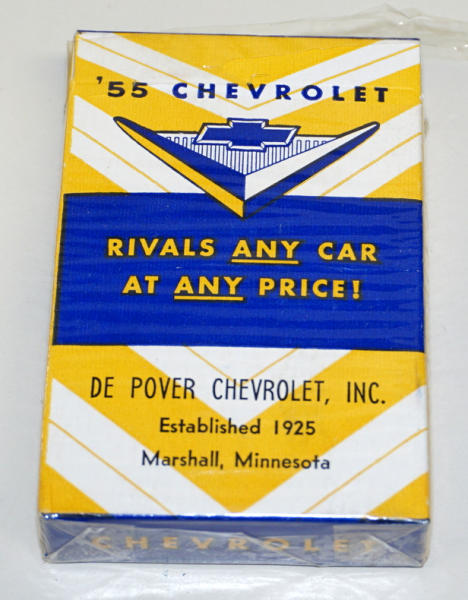 '55 CHEVROLET
RIVALS ANY CAR
AT ANY PRICE!
DE POVER CHEVROLET, INC.
Established 1925
Marshall, Minnesota
CHEVROLET